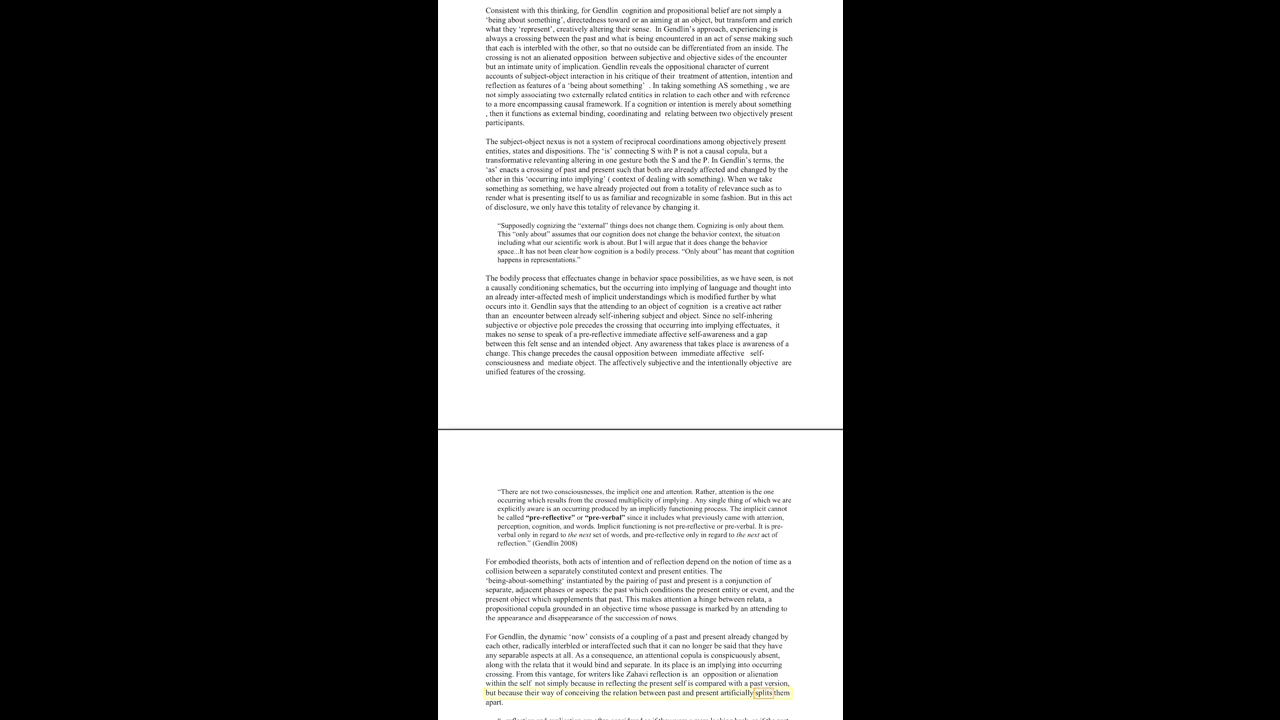 Consistent with this thinking, for Gendlin cognition and propositional belief are not simply a
‘being about something’, directedness toward or an aiming at an object, but transform and enrich
what they ‘represent’, creatively altering their sense. In Gendlin’s approach, experiencing is
always a crossing between the past and what is being encountered in an act of sense making such
that each is interbled with the other, so that no outside can be differentiated from an inside. The
crossing is not an alienated opposition between subjective and objective sides of the encounter
but an intimate unity of implication. Gendlin reveals the oppositional character of current
accounts of subject-object interaction in his critique of their treatment of attention, intention and
reflection as features of a ‘being about something’ . In taking something AS something , we are
not simply associating two externally related entities in relation to each other and with reference
to a more encompassing causal framework. If a cognition or intention is merely about something
, then it functions as external binding, coordinating and relating between two objectively present
participants.
The subject-object nexus is not a system of reciprocal coordinations among objectively present
entities, states and dispositions. The ‘is’ connecting S with P is not a causal copula, but a
transformative relevanting altering in one gesture both the S and the P. In Gendlin’s terms, the
‘as’ enacts a crossing of past and present such that both are already affected and changed by the
other in this ‘occurring into implying’ ( context of dealing with something). When we take
something as something, we have already projected out from a totality of relevance such as to
render what is presenting itself to us as familiar and recognizable in some fashion. But in this act
of disclosure, we only have this totality of relevance by changing it.
“Supposedly cognizing the “external” things does not change them. Cognizing is only about them.
This “only about” assumes that our cognition does not change the behavior context, the situation
including what our scientific work is about. But I will argue that it does change the behavior
space...It has not been clear how cognition is a bodily process. “Only about” has meant that cognition
happens in representations.”
The bodily process that effectuates change in behavior space possibilities, as we have seen, is not
a causally conditioning schematics, but the occurring into implying of language and thought into
an already inter-affected mesh of implicit understandings which is modified further by what
occurs into it. Gendlin says that the attending to an object of cognition is a creative act rather
than an encounter between already self-inhering subject and object. Since no self-inhering
subjective or objective pole precedes the crossing that occurring into implying effectuates, it
makes no sense to speak of a pre-reflective immediate affective self-awareness and a gap
between this felt sense and an intended object. Any awareness that takes place is awareness of a
change. This change precedes the causal opposition between immediate affective self-
consciousness and mediate object. The affectively subjective and the intentionally objective are
unified features of the crossing.
“There are not two consciousnesses, the implicit one and attention. Rather, attention is the one
occurring which results from the crossed multiplicity of implying . Any single thing of which we are
explicitly aware is an occurring produced by an implicitly functioning process. The implicit cannot
be called “pre-reflective” or “pre-verbal” since it includes what previously came with attention,
perception, cognition, and words. Implicit functioning is not pre-reflective or pre-verbal. It is pre-
verbal only in regard to the next set of words, and pre-reflective only in regard to the next act of
reflection.” (Gendlin 2008)
For embodied theorists, both acts of intention and of reflection depend on the notion of time as a
collision between a separately constituted context and present entities. The
‘being-about-something‘ instantiated by the pairing of past and present is a conjunction of
separate, adjacent phases or aspects: the past which conditions the present entity or event, and the
present object which supplements that past. This makes attention a hinge between relata, a
propositional copula grounded in an objective time whose passage is marked by an attending to
the appearance and disappearance of the succession of nows.
For Gendlin, the dynamic ‘now’ consists of a coupling of a past and present already changed by
each other, radically interbled or interaffected such that it can no longer be said that they have
any separable aspects at all. As a consequence, an attentional copula is conspicuously absent,
along with the relata that it would bind and separate. In its place is an implying into occurring
crossing. From this vantage, for writers like Zahavi reflection is an opposition or alienation
within the self not simply because in reflecting the present self is compared with a past version,
but because their way of conceiving the relation between past and present artificially splits them
apart.